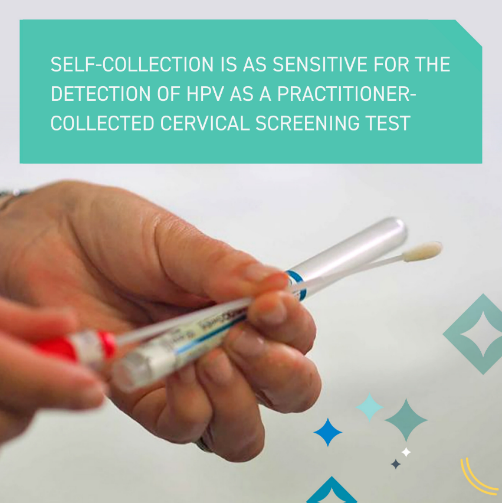 SELF-COLLECTION IS AS SENSITIVE FOR THE
DETECTION OF HPV AS A PRACTITIONER-
COLLECTED CERVICAL SCREENING TEST